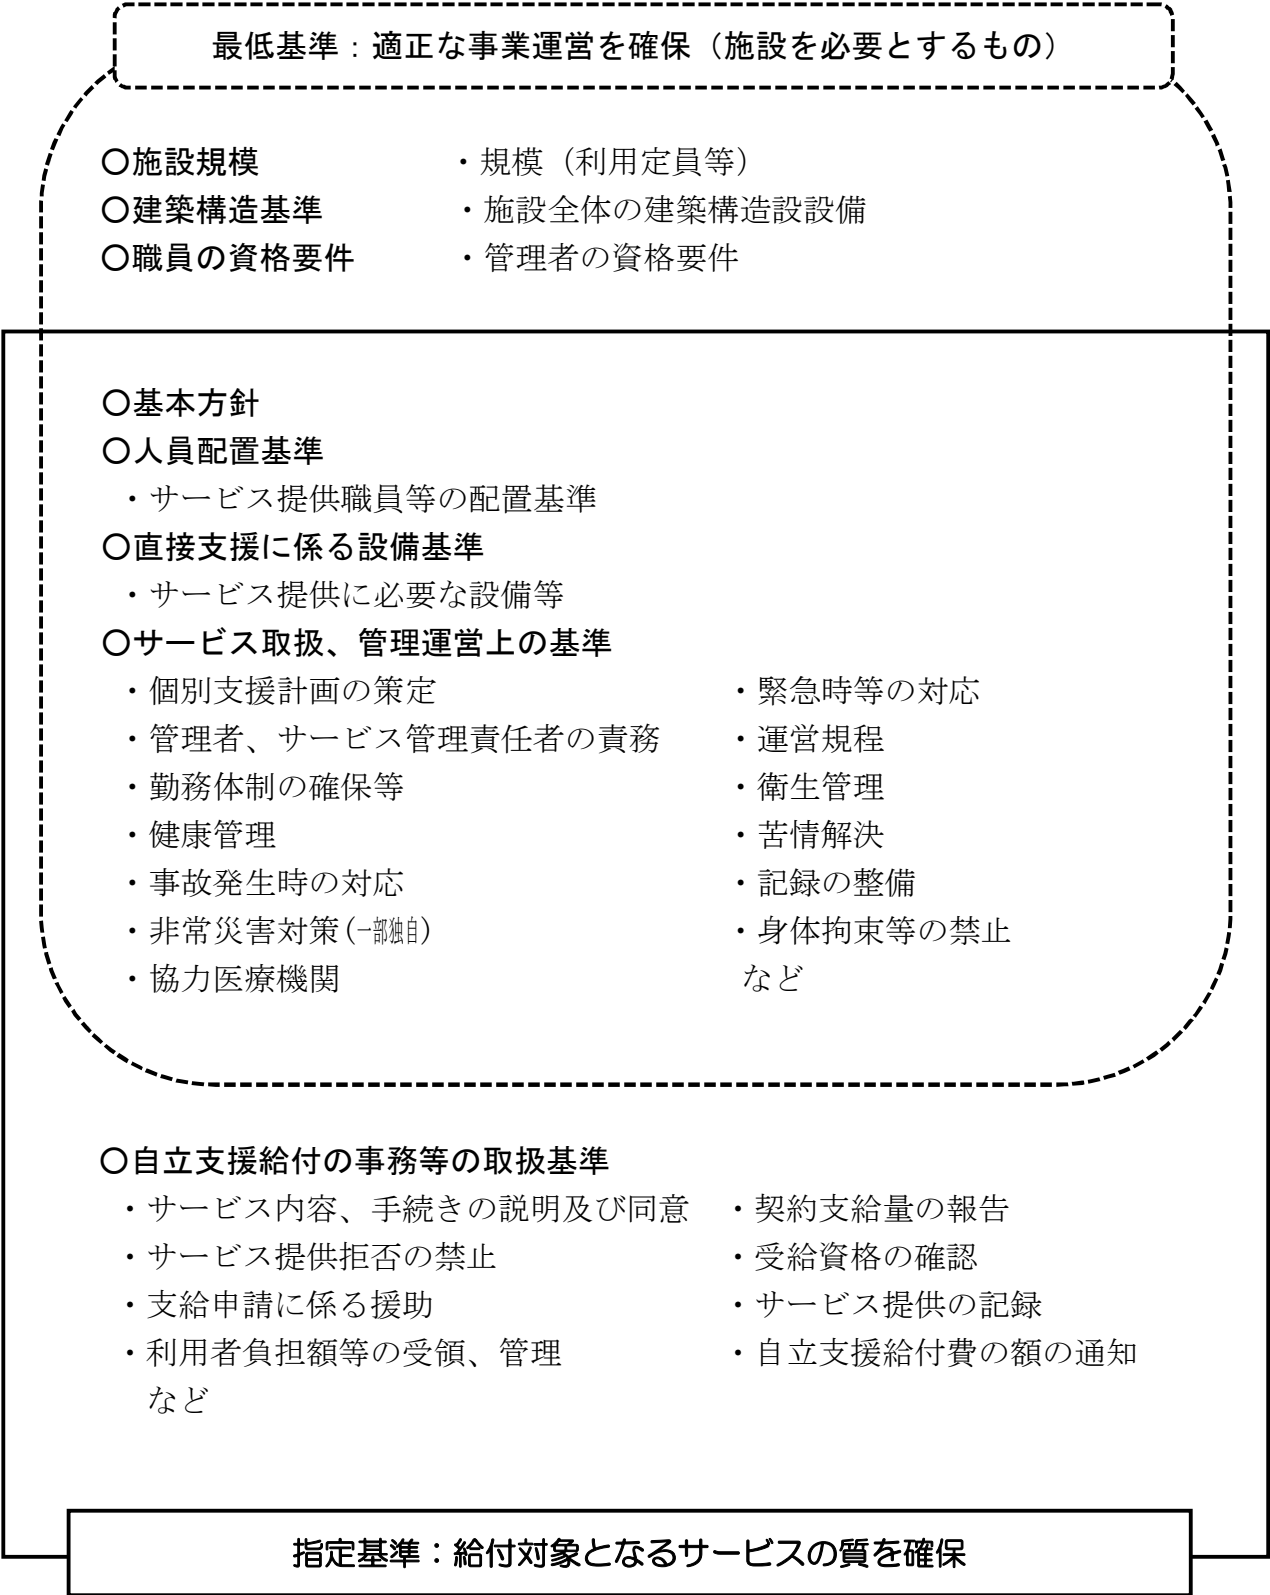 最低基準：適正な事業運営を確保（施設を必要とするもの）
○施設規模　・規模（利用定員等）
○建築構造基準　・施設全体の建築構造設設備
○職員の資格要件　・管理者の資格要件
○基本方針
○人員配置基準
・サービス提供職員等の配置基準
○直接支援に係る設備基準
・サービス提供に必要な設備等
○サービス取扱、管理運営上の基準
・個別支援計画の策定　・緊急時等の対応
・管理者、サービス管理責任者の責務　・運営規程
・勤務体制の確保等　・衛生管理
・健康管理　・苦情解決
・事故発生時の対応　・記録の整備
・非常災害対策(一部独自)　・身体拘束等の禁止
・協力医療機関　など
○自立支援給付の事務等の取扱基準
・サービス内容、手続きの説明及び同意　・契約支給量の報告
・サービス提供拒否の禁止　・受給資格の確認
・支給申請に係る援助　・サービス提供の記録
・利用者負担額等の受領、管理　・自立支援給付費の額の通知
など
指定基準：給付対象となるサービスの質を確保